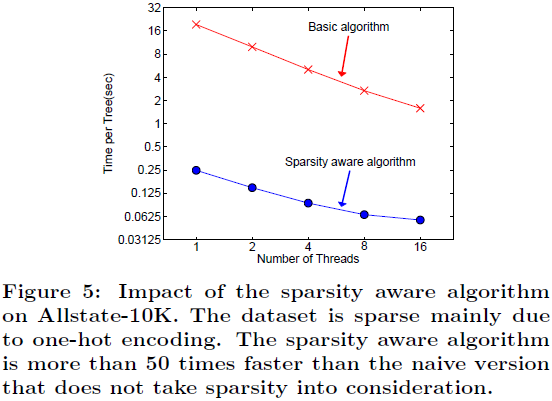 32
16
8
4
2
1
0.5
0.25
0.125
0.0625
0.03125
Time per Tree(sec)
Basic algorithm
Sparsity aware algorithm
1 2 4 8 16
Number of Threads
Figure 5: Impact of the sparsity aware algorithm
on Allstate-10K. The dataset is sparse mainly due
to one-hot encoding. The sparsity aware algorithm
is more than 50 times faster than the naive version
that does not take sparsity into consideration.